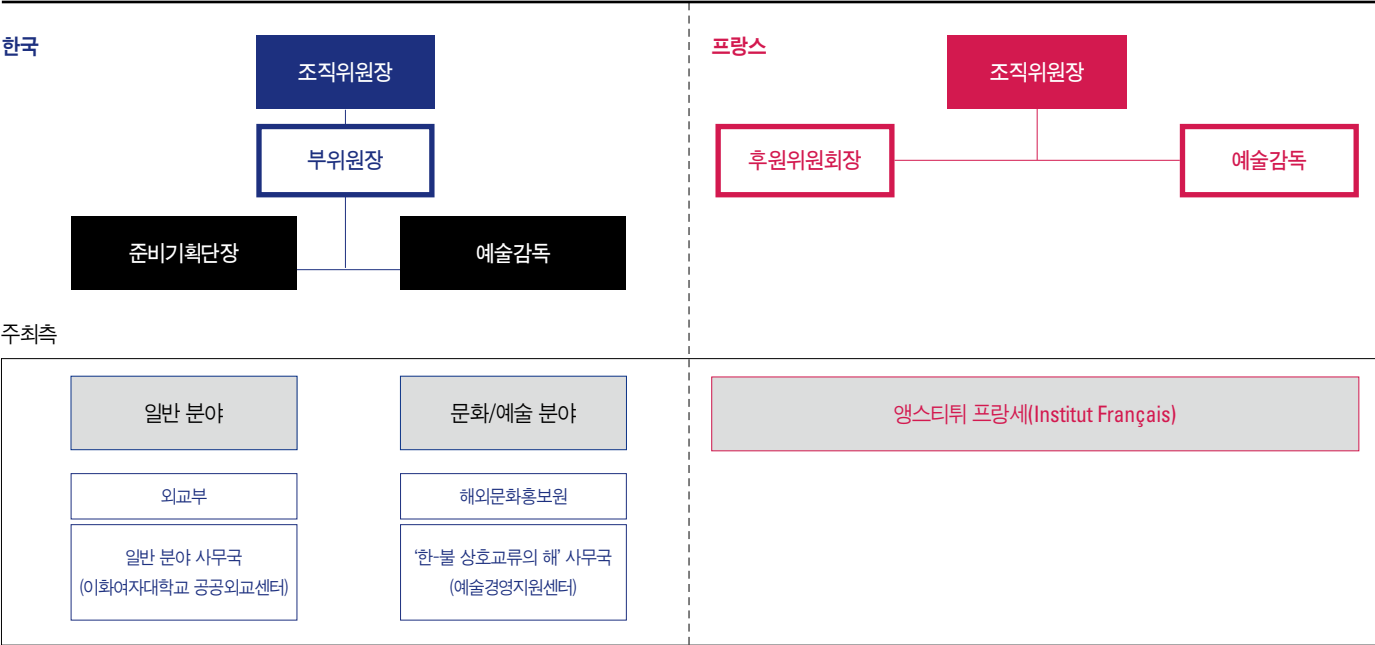 한국
조직위원장
부위원장
준비기획단장
예술감독
프랑스
조직위원장
후원위원회장
예술감독
주최측
일반 분야
외교부
일반 분야 사무국
(이화여자대학교 공공외교센터)
문화/예술 분야
해외문화홍보원
‘한-불 상호교류의 해’ 사무국
(예술경영지원센터)
앵스티튀 프랑세(Institut Français)